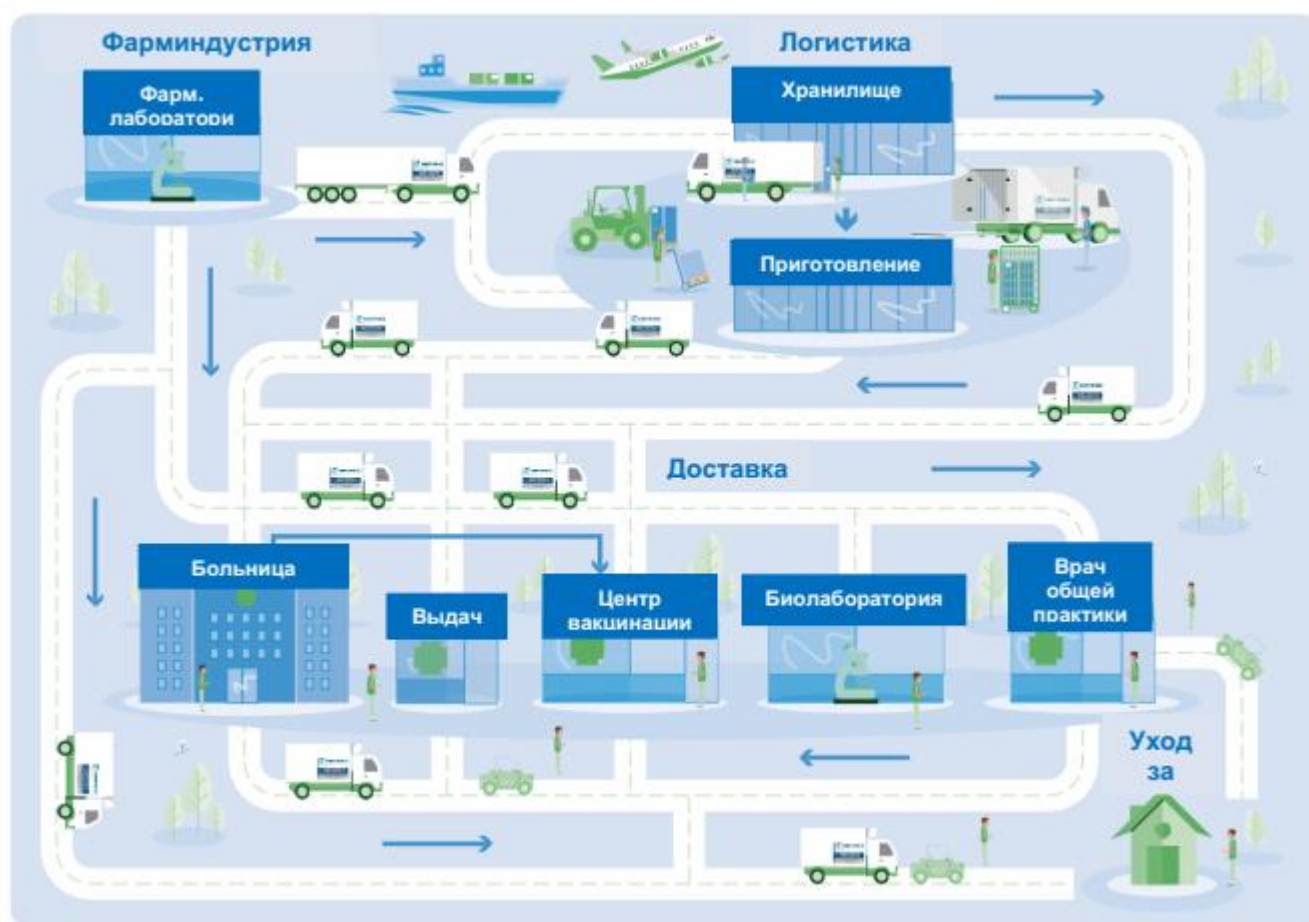 Фарминдустрия
Логистика
Фарм.
лаборатори
Хранилище
Приготовление
Доставка
Больница
Выдач
Центр
вакцинации
Биолаборатория
Врач
общей
практики
Уход
за